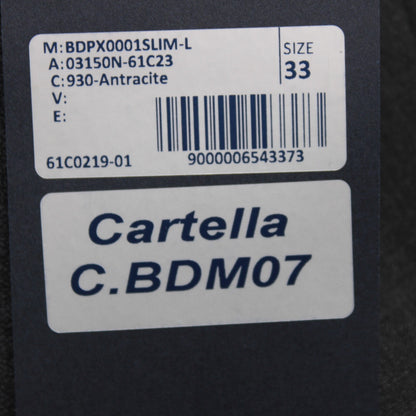 M:BDPX0001SLIM-L
A:03150N-61C23
C:930-Antracite
V:
E:
SIZE
33
61C0219-01
9000006543373
Cartella
C.BDM07